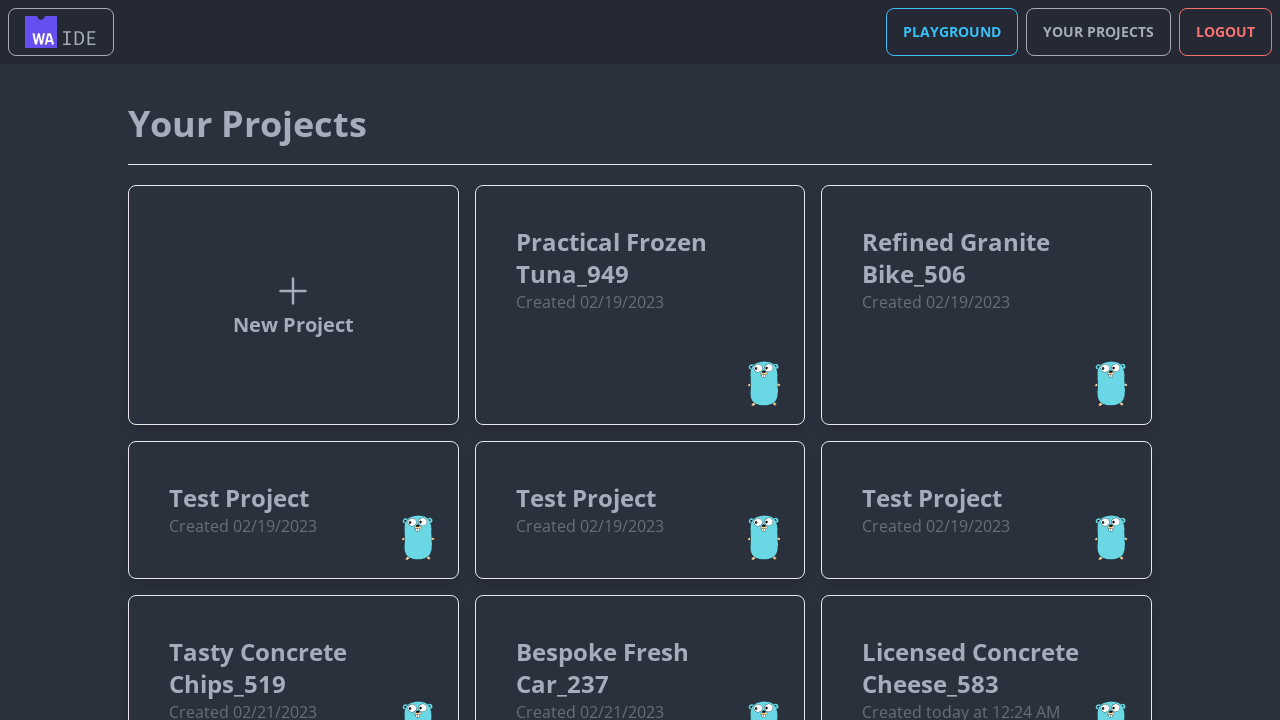 WA IDE
PLAYGROUND
YOUR PROJECTS
LOGOUT
Your Projects
New Project
Practical Frozen
Tuna_949
Created 02/19/2023
Refined Granite
Bike_506
Created 02/19/2023
Test Project
Created 02/19/2023
Test Project
Created 02/19/2023
Test Project
Created 02/19/2023
Tasty Concrete
Chips_519
Created 02/21/2023
Bespoke Fresh
Car_237
Created 02/21/2023
Licensed Concrete
Cheese_583
Created today at 12:24 AM